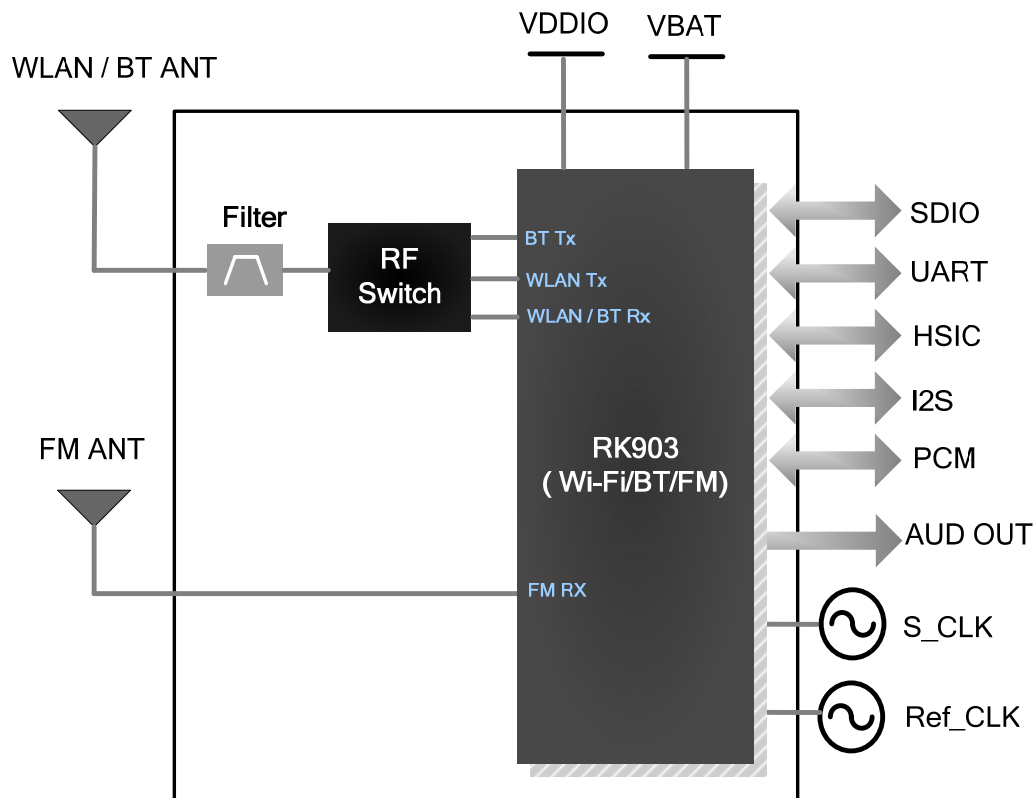 VDDIO
VBAT
WLAN / BT ANT
Filter
RF
Switch
BT Tx
WLAN Tx
WLAN / BT Rx
SDIO
UART
HSIC
I2S
PCM
FM ANT
RK903
( Wi-Fi/BT/FM)
AUD OUT
FM RX
S_CLK
Ref_CLK